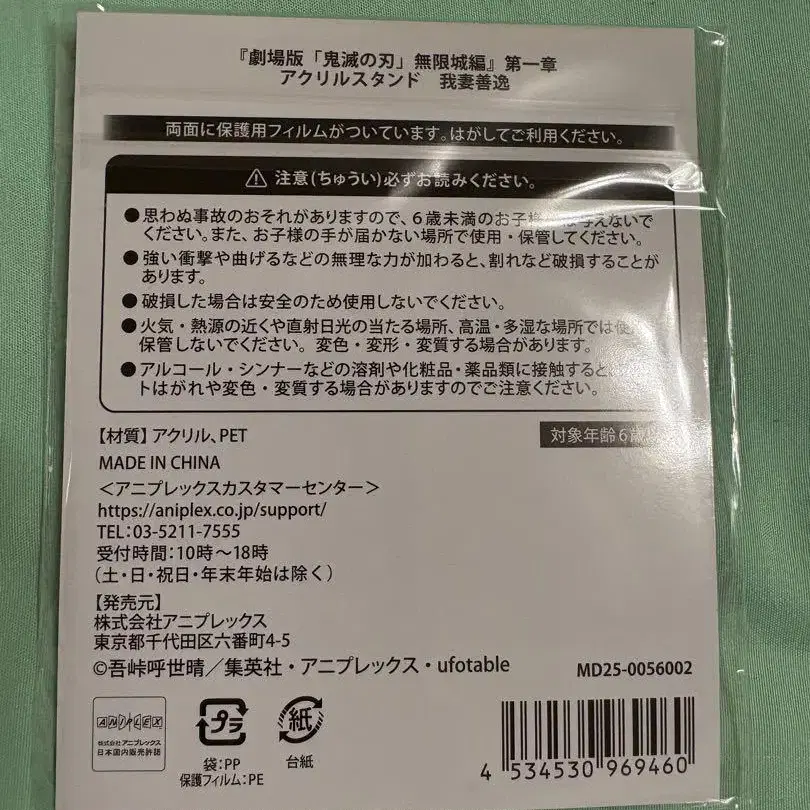 『劇場版「鬼滅の刃」無限城編』第一章
アクリルスタンド 我妻善逸
両面に保護用フィルムがついています。はがしてご利用ください。
注意(ちゅうい)必ずお読みください。
●思わぬ事故のおそれがありますので、6歳未満のお子様には与えないで
ください。また、お子様の手が届かない場所で使用・保管してください。
●強い衝撃や曲げるなどの無理な力が加わると、割れなど破損することが
あります。
●破損した場合は安全のため使用しないでください。
●火気・熱源の近くや直射日光の当たる場所、高温・多湿な場所では使
保管しないでください。変色・変形・変質する場合があります。
●アルコール・シンナーなどの溶剤や化粧品・薬品類に接触すると
トはがれや変色・変質する場合がありますのでご注意ください。
【材質】アクリル、PET
対象年齢6歳
MADE IN CHINA
<アニプレックスカスタマーセンター>
https://aniplex.co.jp/support/
TEL:03-5211-7555
受付時間:10時〜18時
(土・日・祝日・年末年始は除く)
【発売元】
株式会社アニプレックス
東京都千代田区六番町4-5
©吾峠呼世晴/集英社・アニプレックス・ufotable
MD25-0056002
ANIPLEX
株式会社アニプレックス
日本国内販売許諾
プラ
袋:PP
保護フィルム:PE
紙
台紙
4 534530 969460